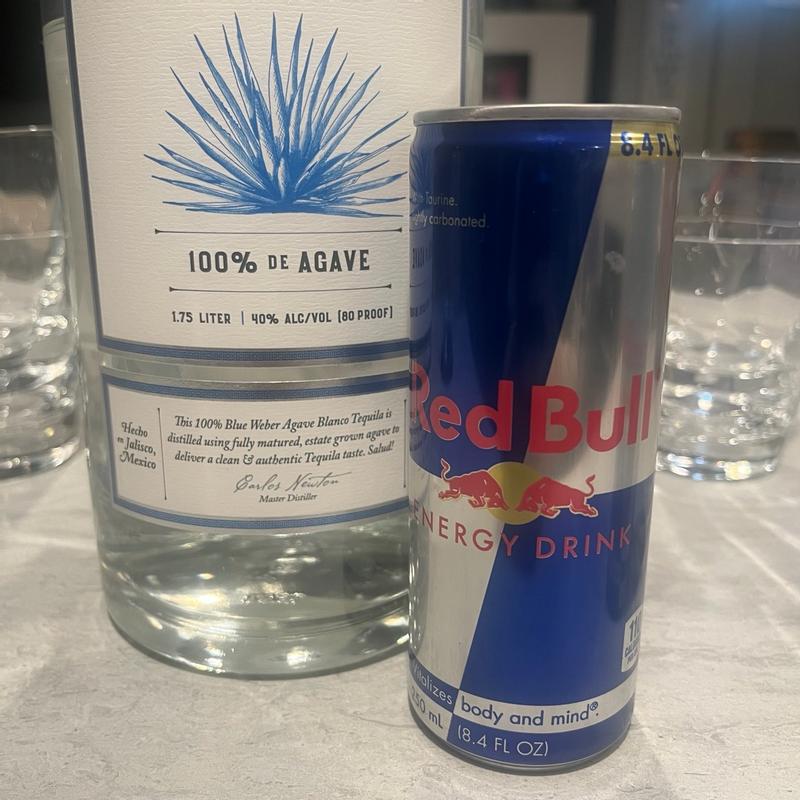 100% DE AGAVE
1.75 LITER | 40% ALC/VOL (80 PROOF)
Hecho
en Jalisco,
Mexico
This 100% Blue Weber Agave Blanco Tequila is
distilled using fully matured, estate grown agave to
deliver a clean & authentic Tequila taste. Salud!
Carlos Newton
Master Distiller
8.4 FL
Taurine.
carbonated.
Red Bull
ENERGY DRINK
110
Vitalizes body and mind®.
250 mL (8.4 FL OZ)